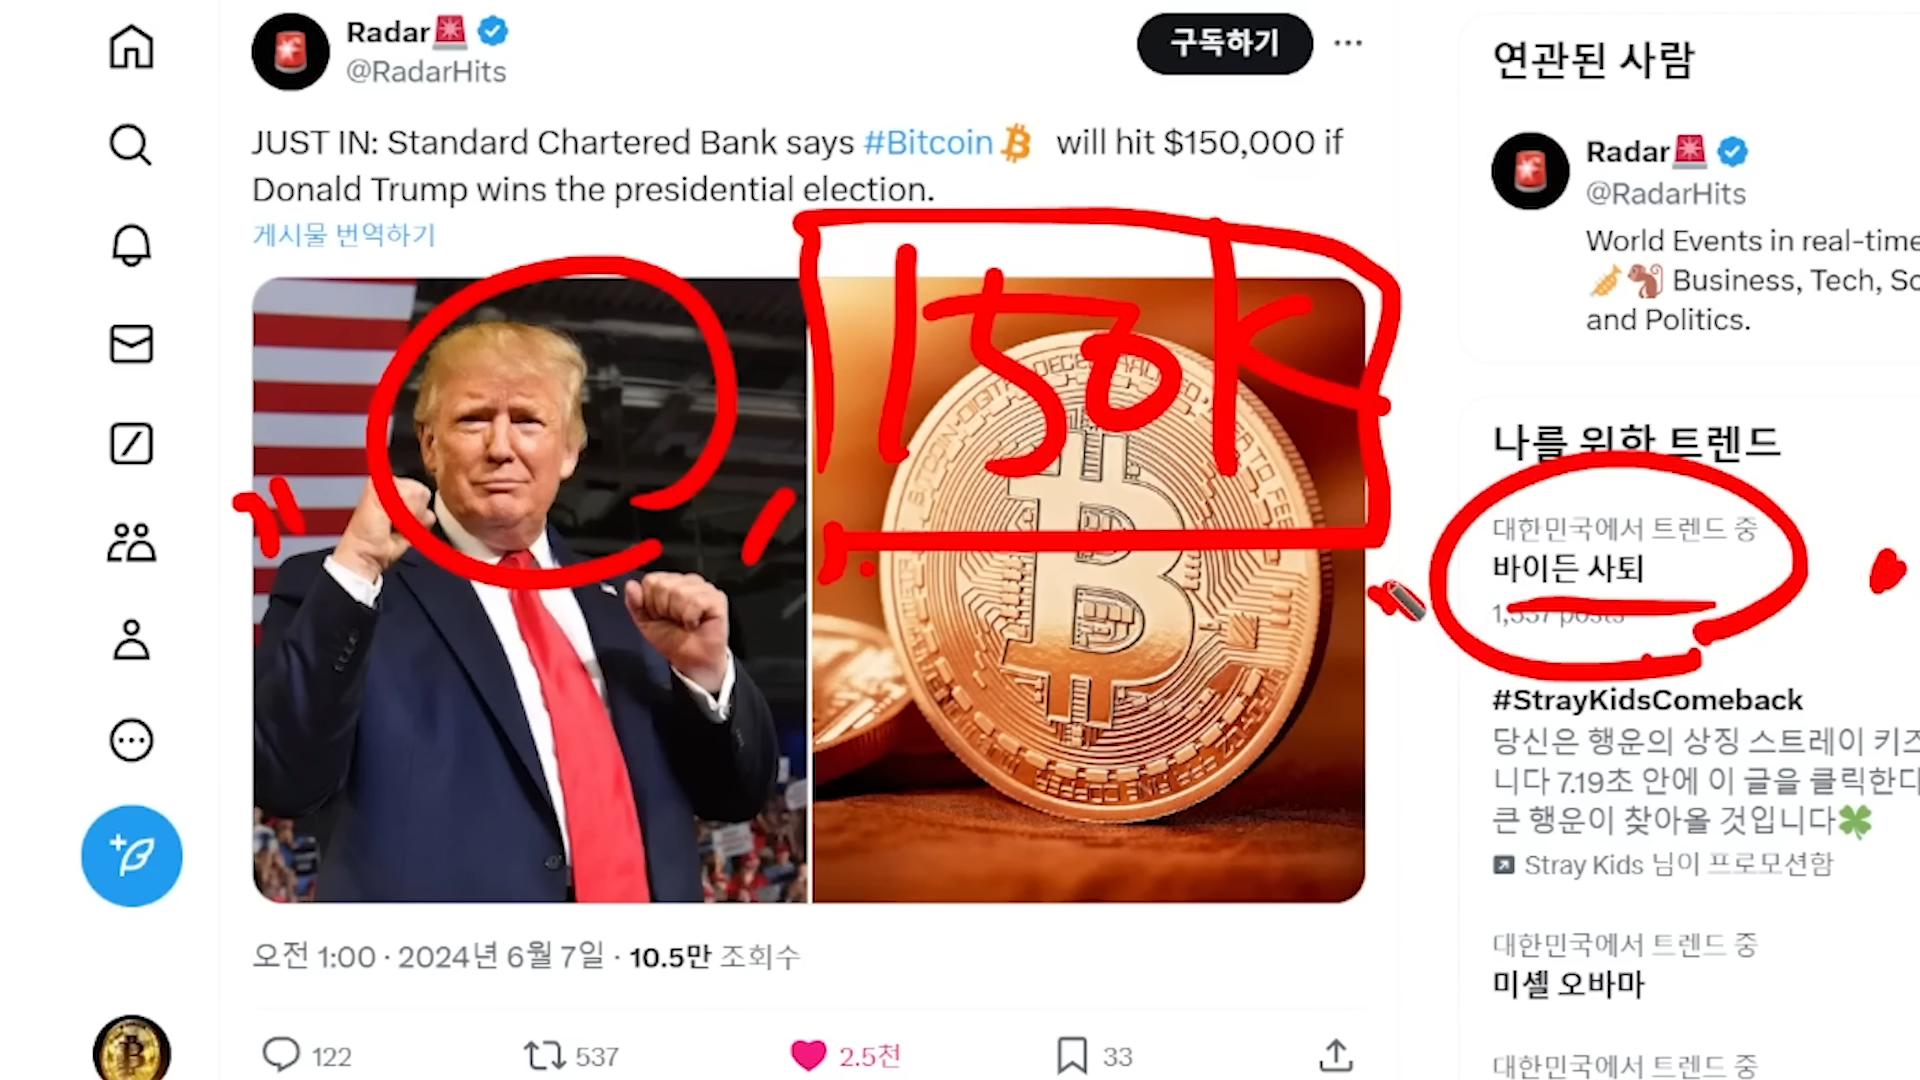 Radar
@RadarHits
구독하기
JUST IN: Standard Chartered Bank says #Bitcoin will hit $150,000 if
Donald Trump wins the presidential election.
게시물 번역하기
150K
오전 1:00 · 2024년 6월 7일 · 10.5만 조회수
122
537
2.5천
33
연관된 사람
Radar
@RadarHits
World Events in real-time
Business, Tech, Sc
and Politics.
나를 위한 트렌드
대한민국에서 트렌드 중
바이든 사퇴
1,337 posts
#StrayKidsComeback
당신은 행운의 상징 스트레이 키즈
니다 7.19초 안에 이 글을 클릭한다
큰 행운이 찾아올 것입니다
Stray Kids 님이 프로모션함
대한민국에서 트렌드 중
미셸 오바마
대한민국에서 트렌드 중